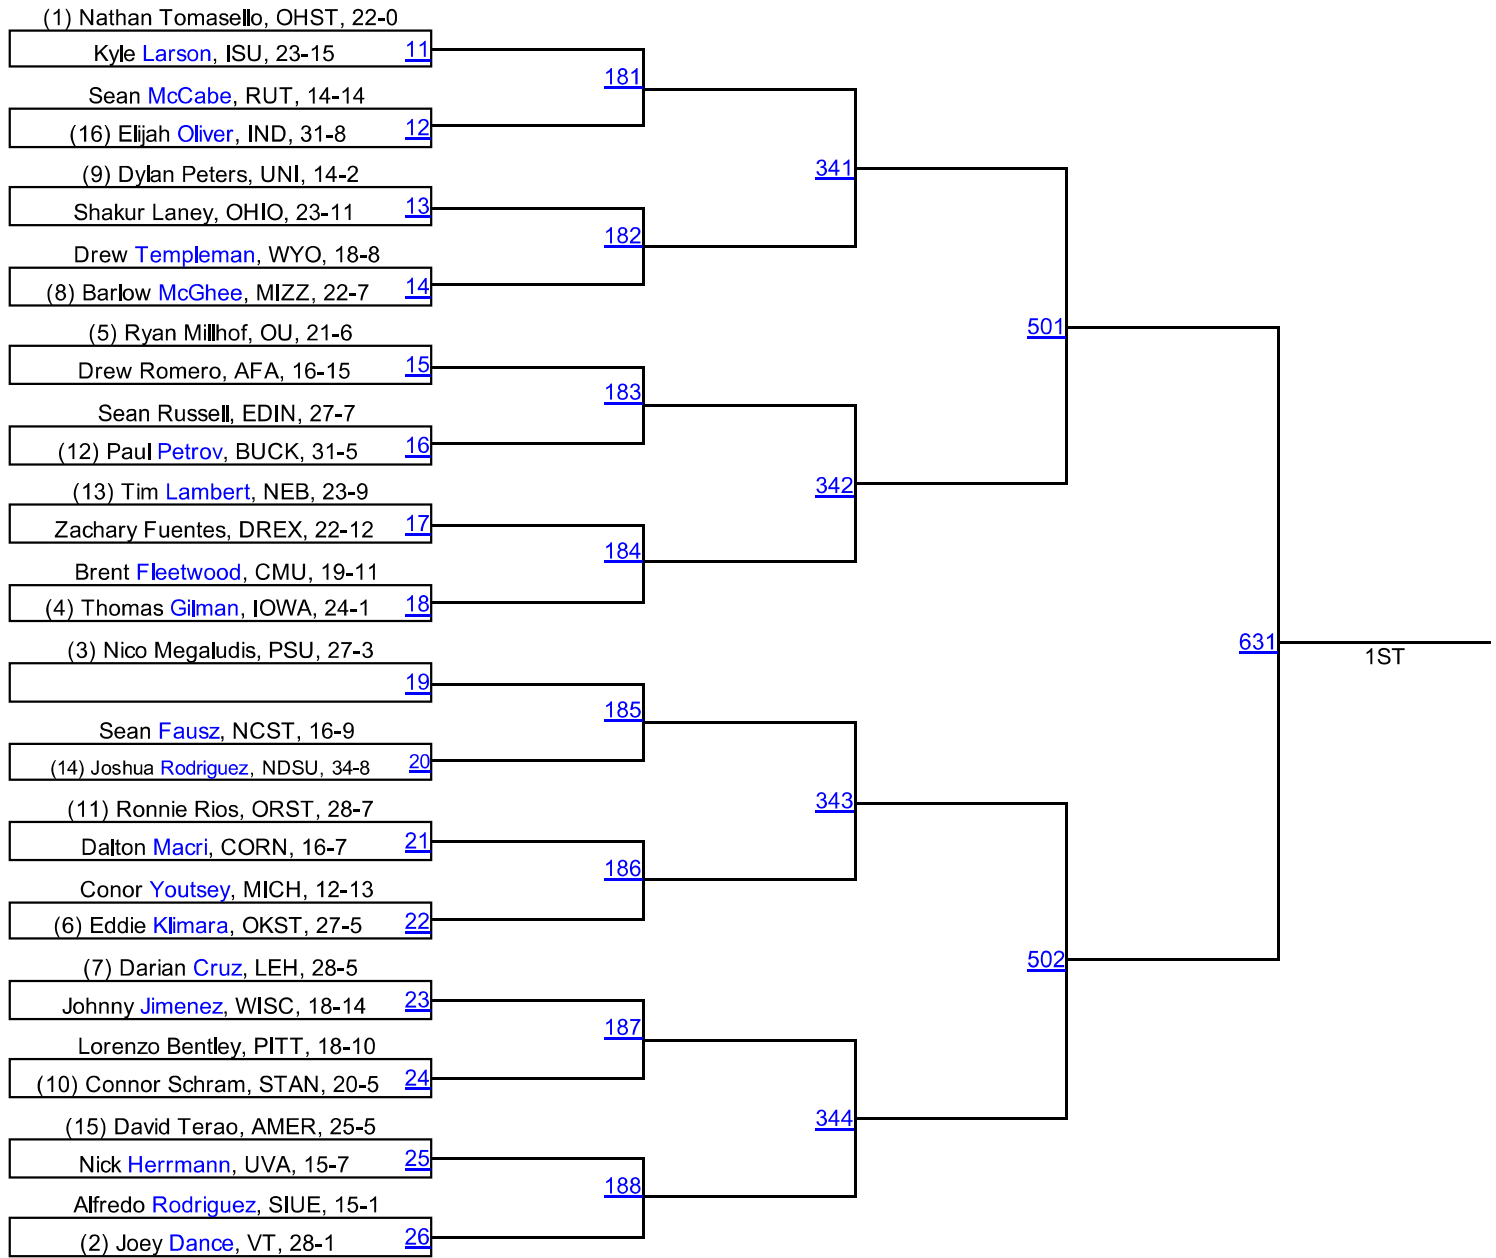 (1) Nathan Tomasello, OHST, 22-0
Kyle Larson, ISU, 23-15
11
181
Sean McCabe, RUT, 14-14
(16) Elijah Oliver, IND, 31-8
12
341
(9) Dylan Peters, UNI, 14-2
Shakur Laney, OHIO, 23-11
13
182
Drew Templeman, WYO, 18-8
(8) Barlow McGhee, MIZZ, 22-7
14
501
(5) Ryan Millhof, OU, 21-6
Drew Romero, AFA, 16-15
15
183
Sean Russell, EDIN, 27-7
(12) Paul Petrov, BUCK, 31-5
16
342
(13) Tim Lambert, NEB, 23-9
Zachary Fuentes, DREX, 22-12
17
184
Brent Fleetwood, CMU, 19-11
(4) Thomas Gilman, IOWA, 24-1
18
631
1ST
(3) Nico Megaludis, PSU, 27-3
19
185
Sean Fausz, NCST, 16-9
(14) Joshua Rodriguez, NDSU, 34-8
20
343
(11) Ronnie Rios, ORST, 28-7
Dalton Macri, CORN, 16-7
21
186
Conor Youtsey, MICH, 12-13
(6) Eddie Klimara, OKST, 27-5
22
502
(7) Darian Cruz, LEH, 28-5
Johnny Jimenez, WISC, 18-14
23
187
Lorenzo Bentley, PITT, 18-10
(10) Connor Schram, STAN, 20-5
24
344
(15) David Terao, AMER, 25-5
Nick Herrmann, UVA, 15-7
25
188
Alfredo Rodriguez, SIUE, 15-1
(2) Joey Dance, VT, 28-1
26